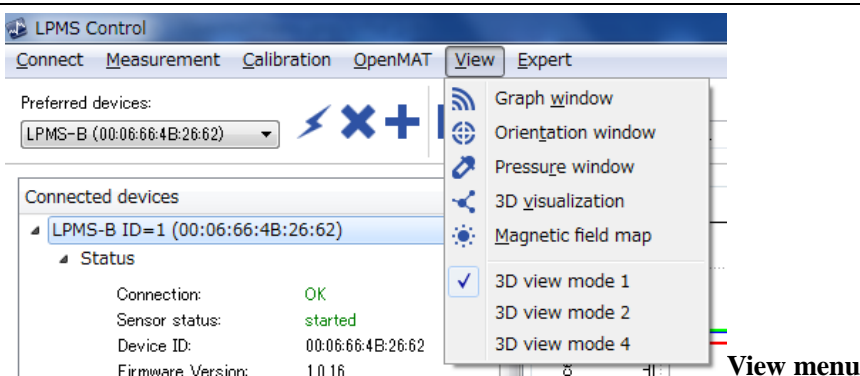 LPMS Control
Connect Measurement Calibration OpenMAT View Expert
Preferred devices:
LPMS-B (00:06:66:4B:26:62)
Graph window
Orientation window
Pressure window
3D visualization
Magnetic field map
3D view mode 1
3D view mode 2
3D view mode 4
Connected devices
LPMS-B ID=1 (00:06:66:4B:26:62)
Status
Connection: OK
Sensor status: started
Device ID: 00:06:66:4B:26:62
Firmware Version: 1.0.16
View menu